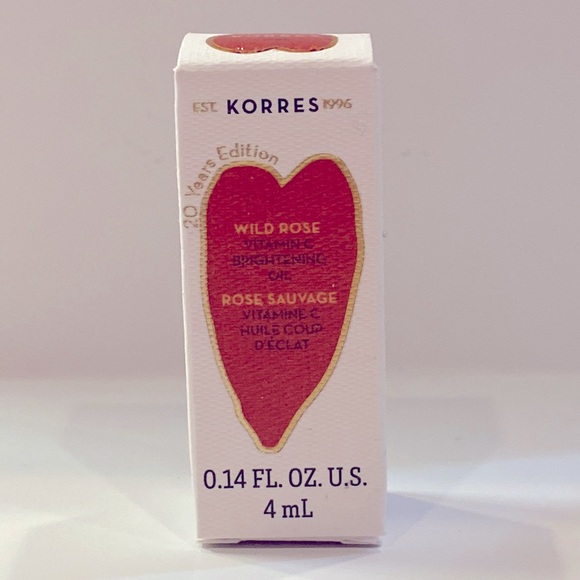 EST. KORRES 1996
20 Years Edition
WILD ROSE
VITAMIN C
BRIGHTENING
OIL
ROSE SAUVAGE
VITAMINE C
HUILE COUP
D'ÉCLAT
0.14 FL. OZ. U.S.
4 mL